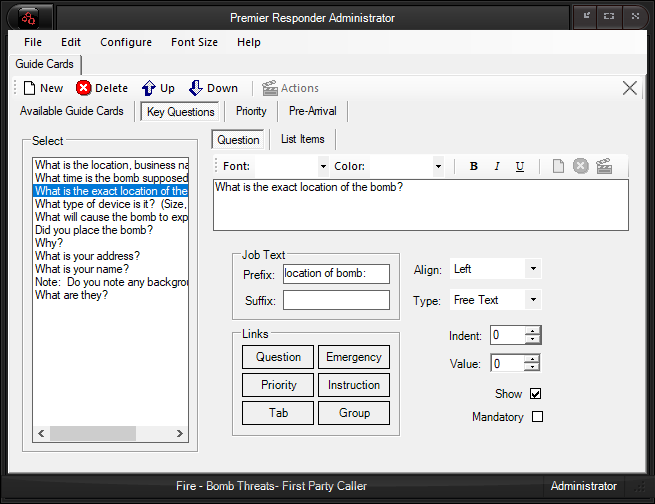 Premier Responder Administrator
File Edit Configure Font Size Help
Guide Cards
New Delete Up Down Actions
Available Guide Cards Key Questions Priority Pre-Arrival
Select
What is the location, business na
What time is the bomb supposed
What is the exact location of the
What type of device is it? (Size,
What will cause the bomb to exp
Did you place the bomb?
Why?
What is your address?
What is your name?
Note: Do you note any backgrou
What are they?
Question List Items
Font: Color: B I U
What is the exact location of the bomb?
Job Text
Prefix: location of bomb:
Suffix:
Align: Left
Type: Free Text
Links
Question Emergency
Priority Instruction
Tab Group
Indent: 0
Value: 0
Show
Mandatory
Fire - Bomb Threats- First Party Caller
Administrator